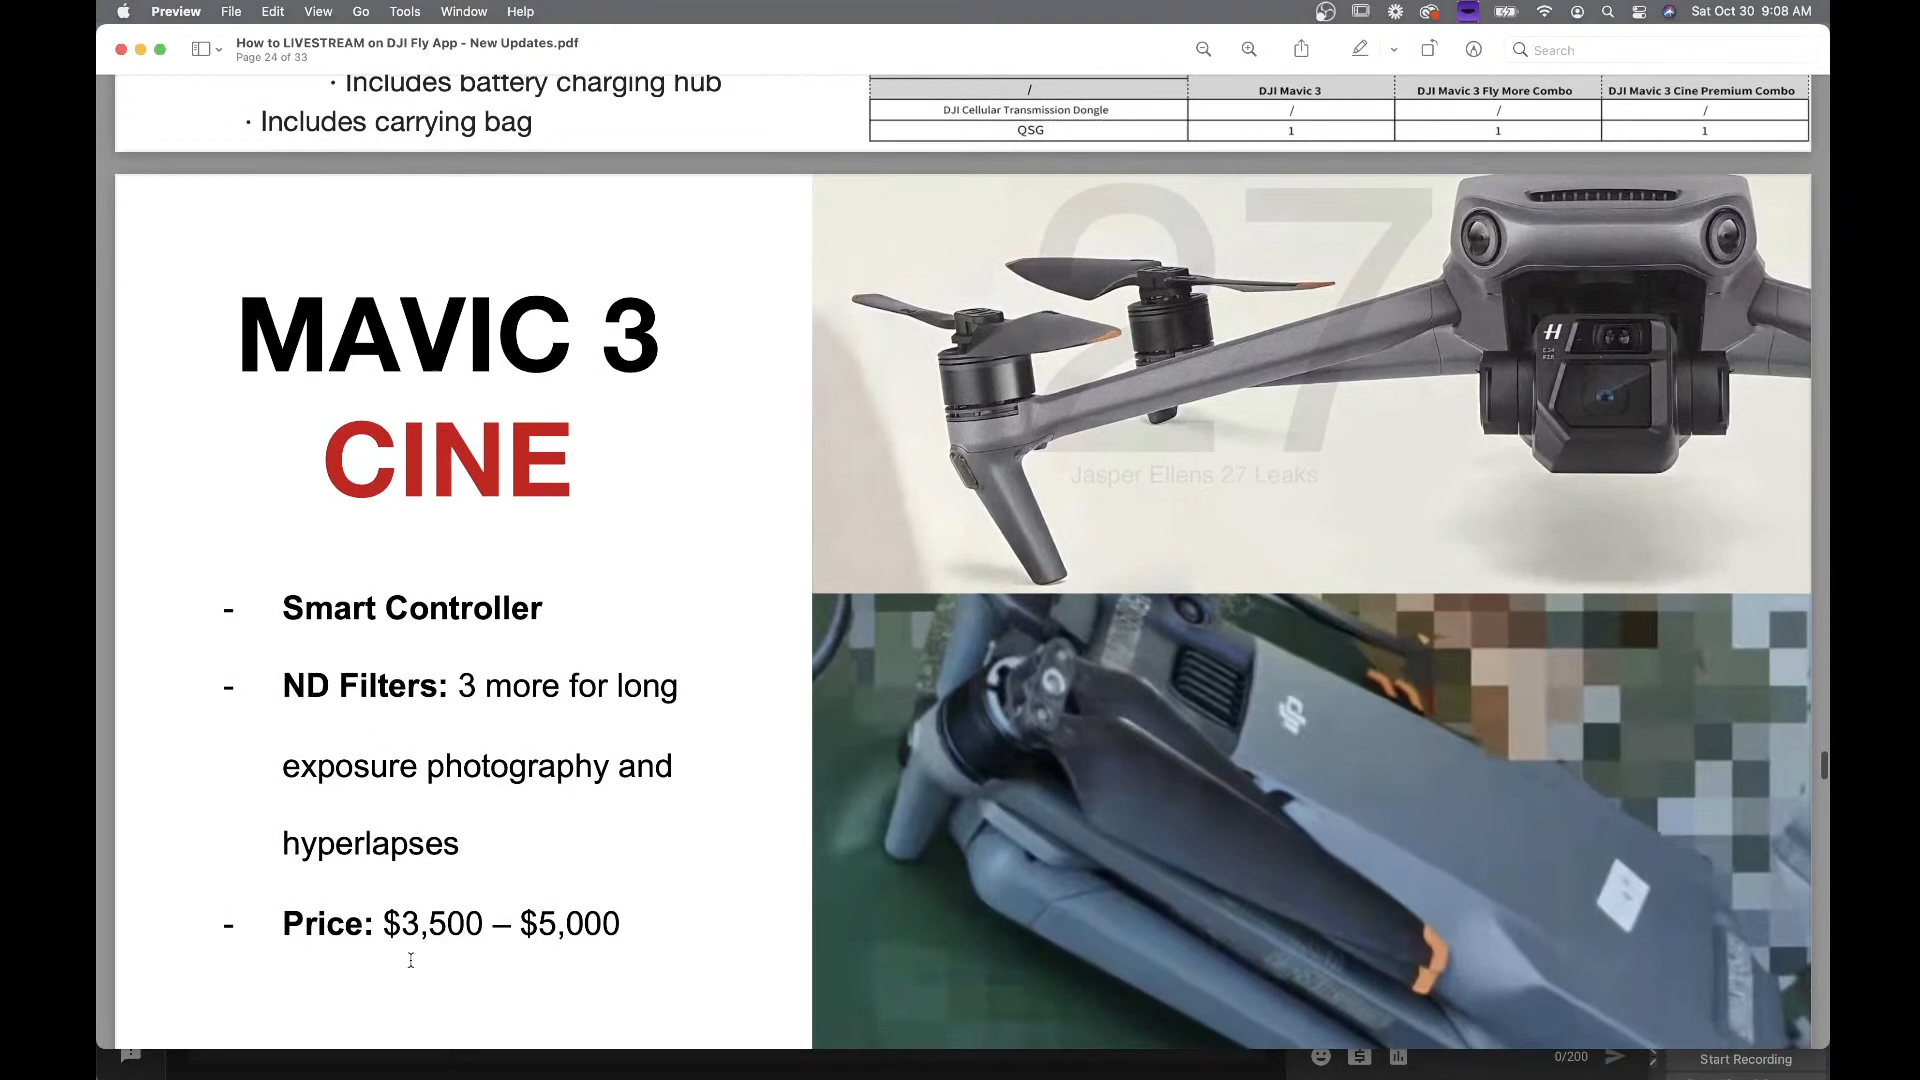 Preview File Edit View Go Tools Window Help Sat Oct 30 9:08 AM
How to LIVESTREAM on DJI Fly App - New Updates.pdf
Page 24 of 33
Search
· Includes battery charging hub
· Includes carrying bag
/ DJI Mavic 3 DJI Mavic 3 Fly More Combo DJI Mavic 3 Cine Premium Combo
DJI Cellular Transmission Dongle / / /
QSG 1 1 1
MAVIC 3
CINE
- Smart Controller
- ND Filters: 3 more for long
exposure photography and
hyperlapses
- Price: $3,500 – $5,000
27
Jasper Ellens 27 Leaks
H
dji
0/200
Start Recording